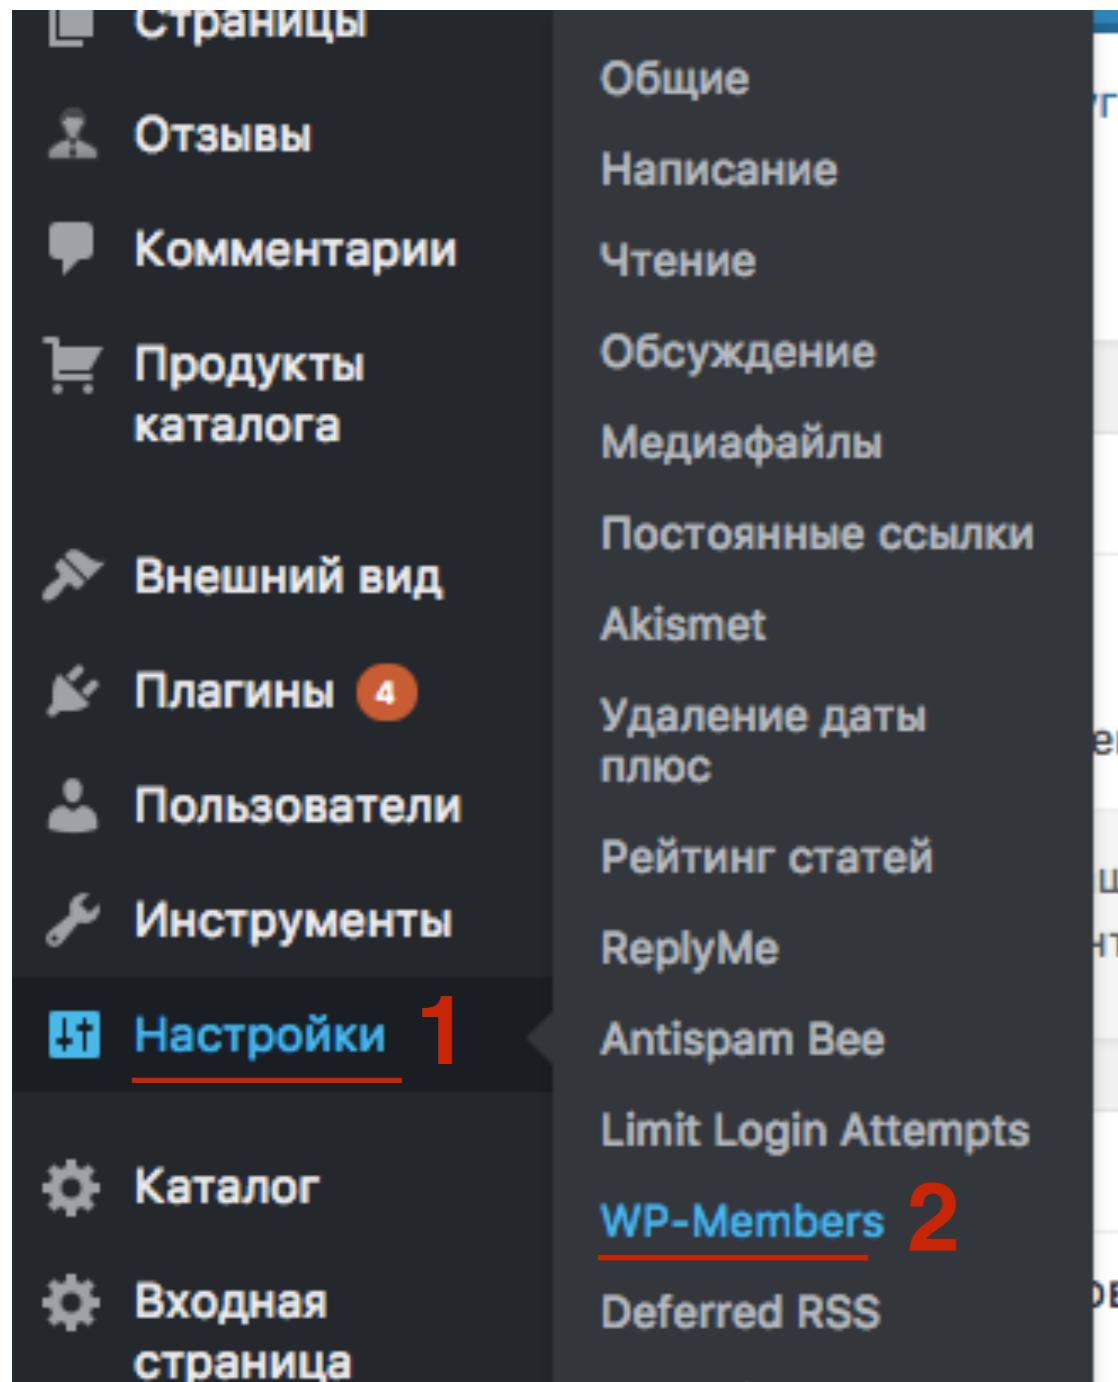 Страницы
Отзывы
Комментарии
Продукты
каталога
Внешний вид
Плагины 4
Пользователи
Инструменты
Настройки 1
Каталог
Входная
страница
Общие
Написание
Чтение
Обсуждение
Медиафайлы
Постоянные ссылки
Akismet
Удаление даты
плюс
Рейтинг статей
ReplyMe
Antispam Bee
Limit Login Attempts
WP-Members 2
Deferred RSS